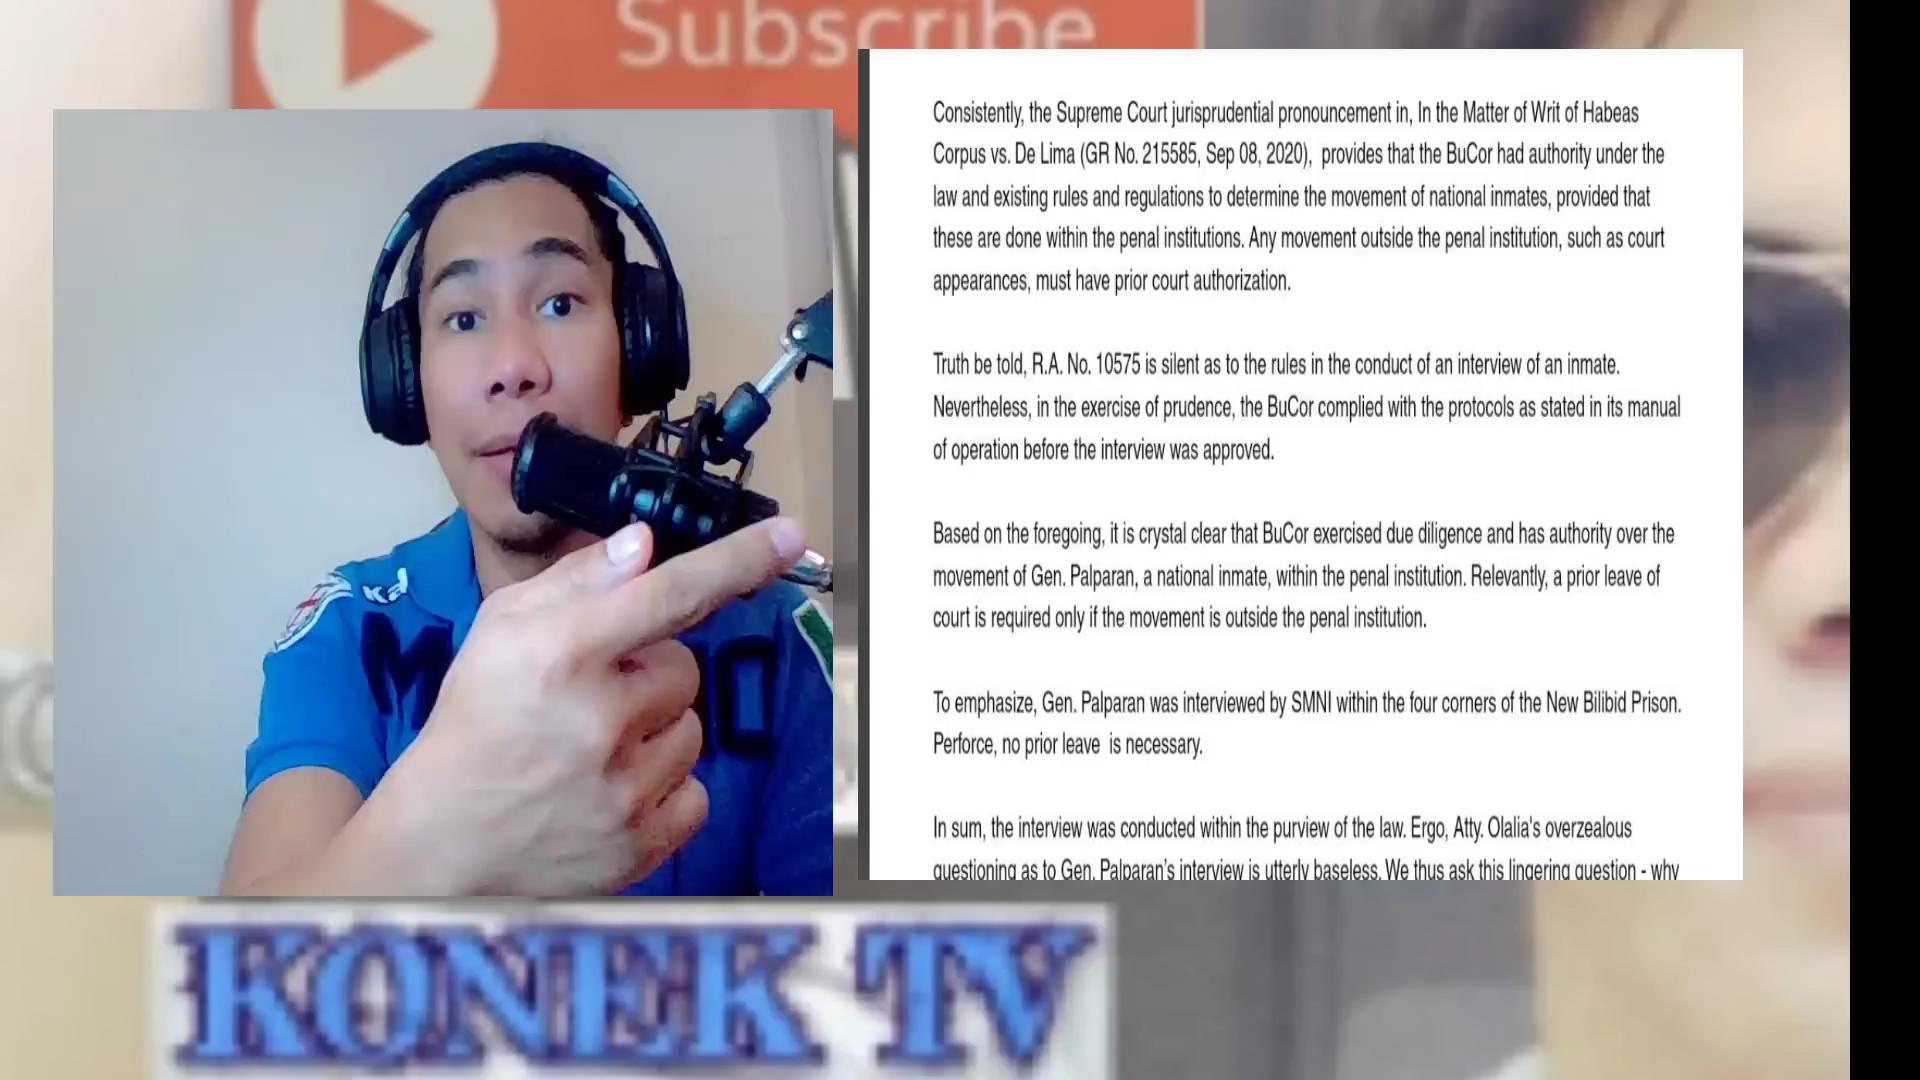 Subscribe
Consistently, the Supreme Court jurisprudential pronouncement in, In the Matter of Writ of Habeas
Corpus vs. De Lima (GR No. 215585, Sep 08, 2020), provides that the BuCor had authority under the
law and existing rules and regulations to determine the movement of national inmates, provided that
these are done within the penal institutions. Any movement outside the penal institution, such as court
appearances, must have prior court authorization.
Truth be told, R.A. No. 10575 is silent as to the rules in the conduct of an interview of an inmate.
Nevertheless, in the exercise of prudence, the BuCor complied with the protocols as stated in its manual
of operation before the interview was approved.
Based on the foregoing, it is crystal clear that BuCor exercised due diligence and has authority over the
movement of Gen. Palparan, a national inmate, within the penal institution. Relevantly, a prior leave of
court is required only if the movement is outside the penal institution.
To emphasize, Gen. Palparan was interviewed by SMNI within the four corners of the New Bilibid Prison.
Perforce, no prior leave is necessary.
In sum, the interview was conducted within the purview of the law. Ergo, Atty. Olalia's overzealous
questioning as to Gen. Palparan's interview is utterly baseless. We thus ask this lingering question - why
KONEK TV